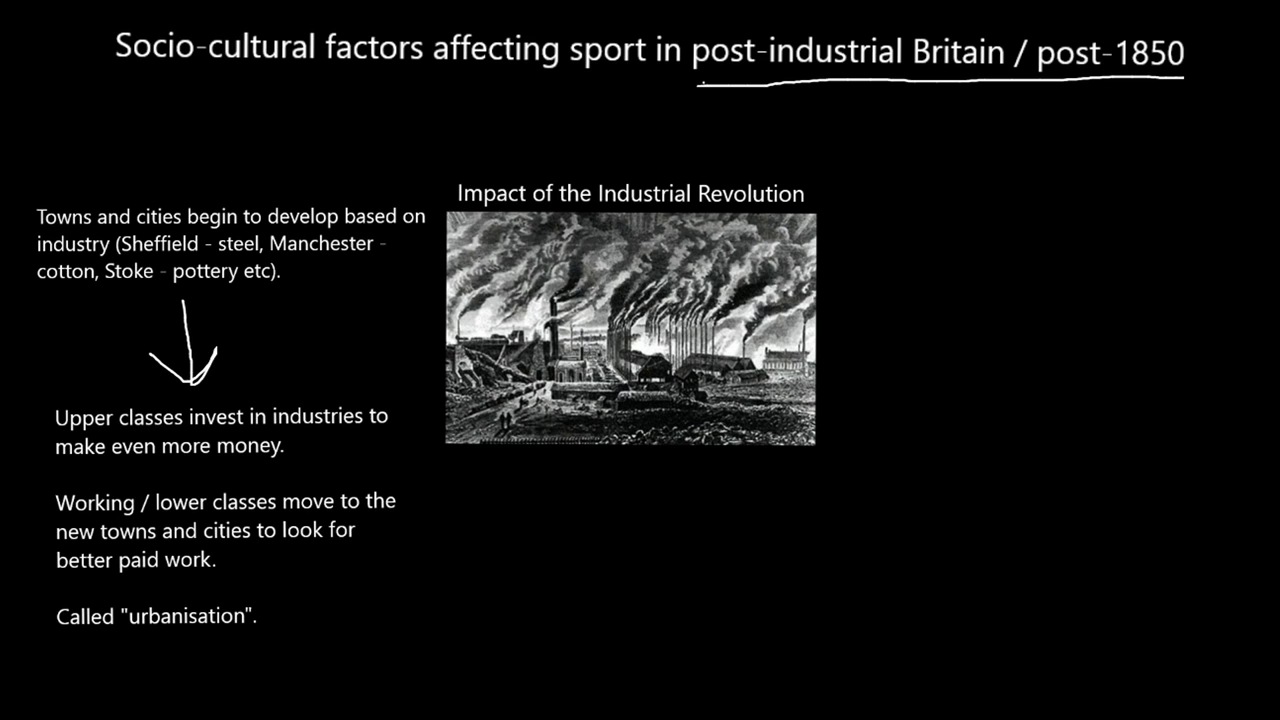 Socio-cultural factors affecting sport in post-industrial Britain / post-1850
Impact of the Industrial Revolution
Towns and cities begin to develop based on
industry (Sheffield - steel, Manchester -
cotton, Stoke - pottery etc).
Upper classes invest in industries to
make even more money.
Working / lower classes move to the
new towns and cities to look for
better paid work.
Called "urbanisation".